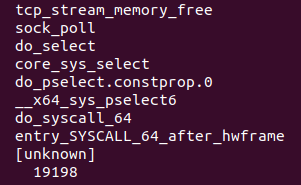 tcp_stream_memory_free
sock_poll
do_select
core_sys_select
do_pselect.constprop.0
__x64_sys_pselect6
do_syscall_64
entry_SYSCALL_64_after_hwframe
[unknown]
19198